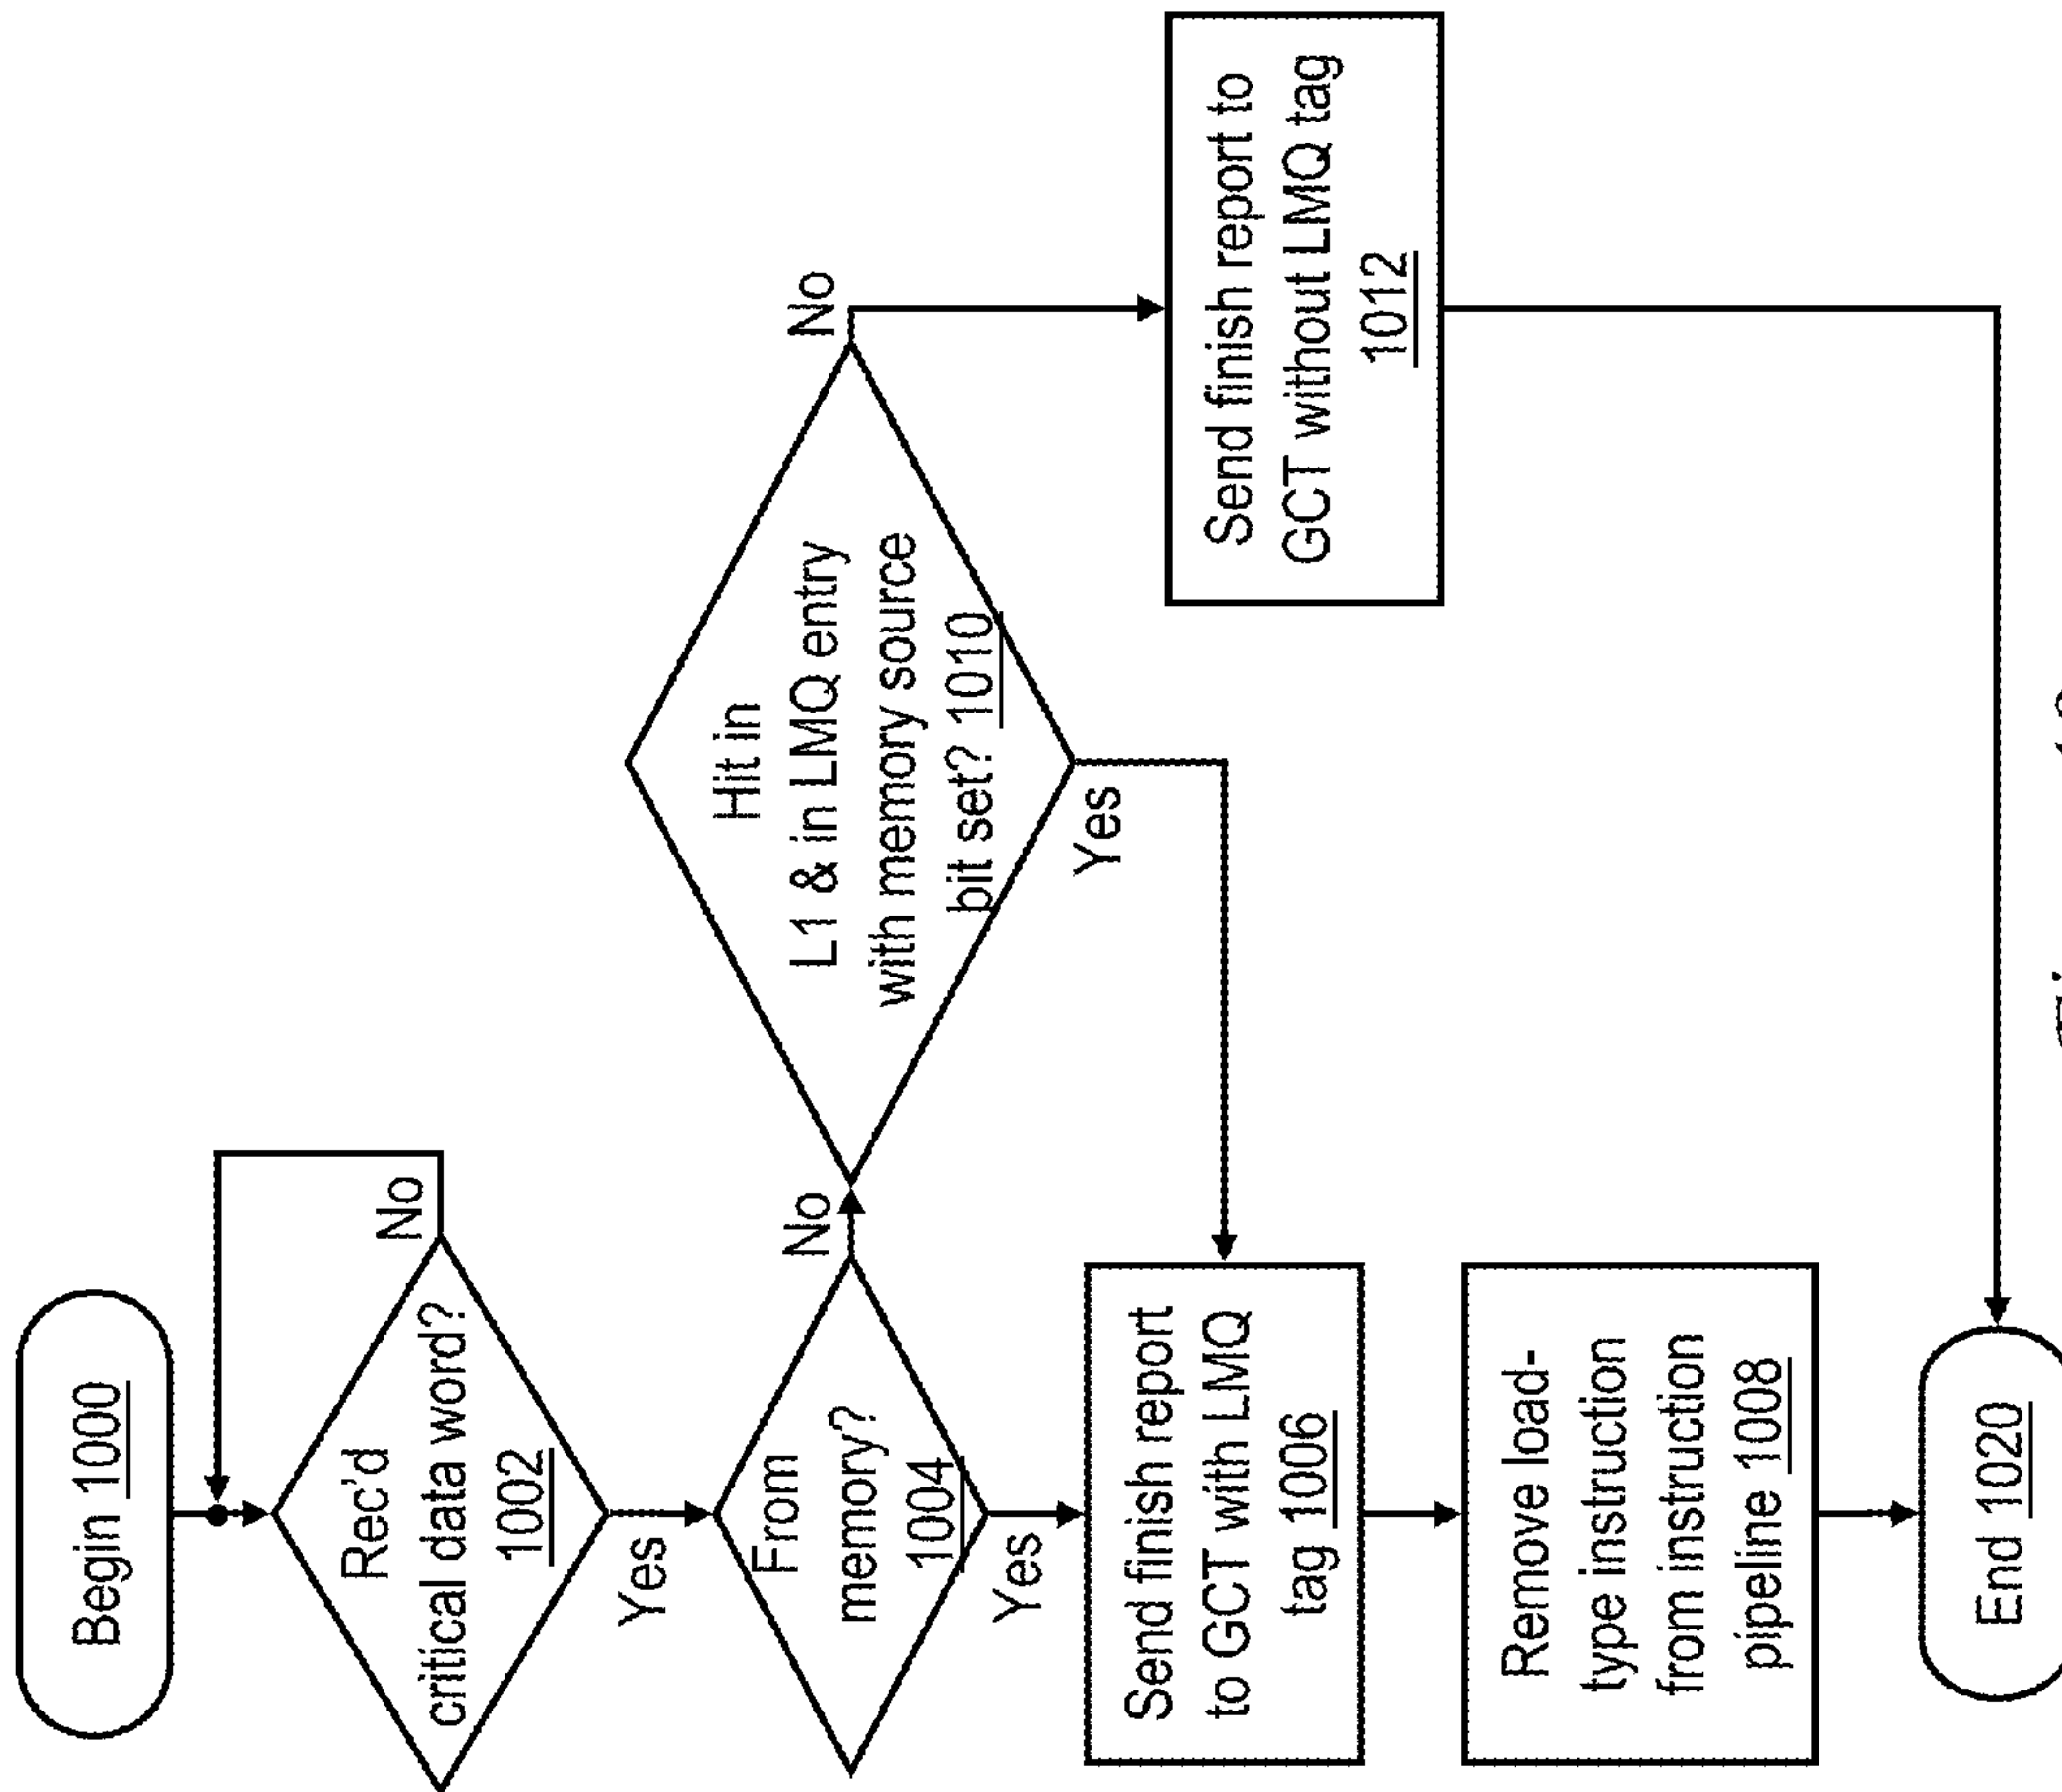 Begin 1000
Rec'd
critical data word?
1002
No
Yes
From
memory?
1004
No
Yes
Hit in
L1 & in LMQ entry
with memory source
bit set? 1010
No
Yes
Send finish report
to GCT with LMQ
tag 1006
Send finish report to
GCT without LMQ tag
1012
Remove load-
type instruction
from instruction
pipeline 1008
End 1020